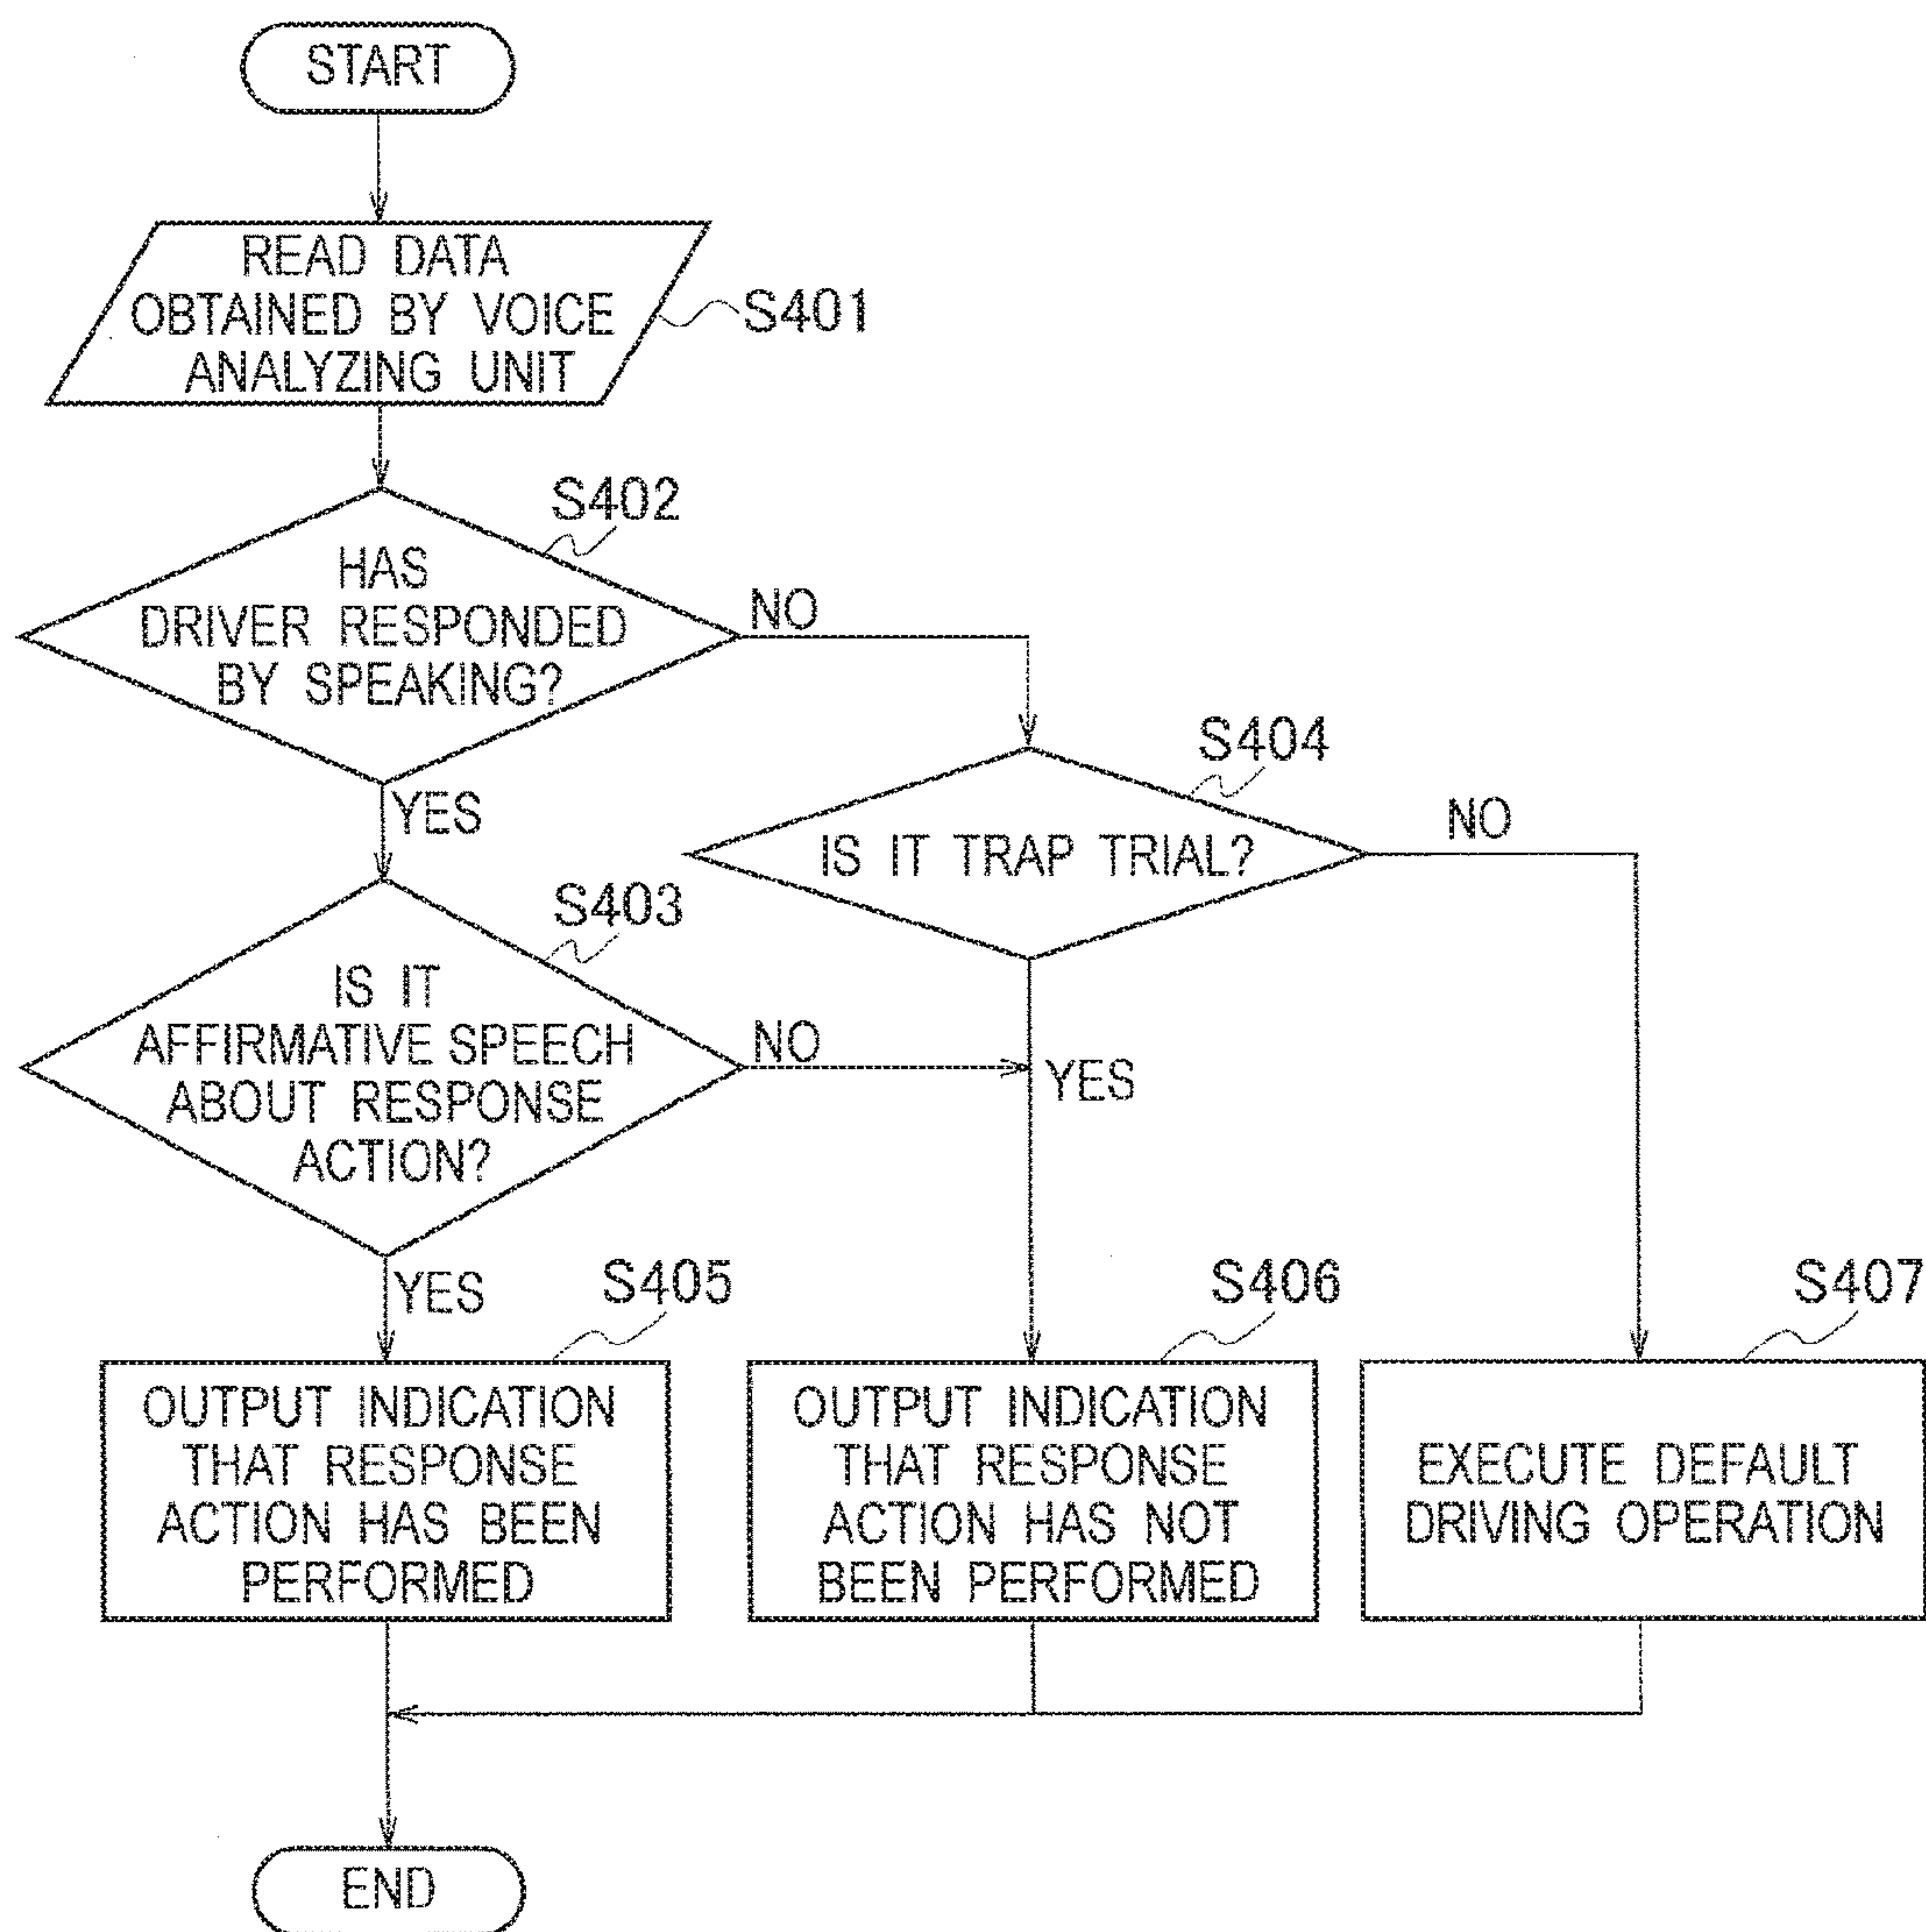 START
READ DATA
OBTAINED BY VOICE
ANALYZING UNIT
S401
S402
HAS
DRIVER RESPONDED
BY SPEAKING?
NO
YES
S404
IS IT TRAP TRIAL?
NO
YES
S403
IS IT
AFFIRMATIVE SPEECH
ABOUT RESPONSE
ACTION?
NO
YES
S405
OUTPUT INDICATION
THAT RESPONSE
ACTION HAS BEEN
PERFORMED
S406
OUTPUT INDICATION
THAT RESPONSE
ACTION HAS NOT
BEEN PERFORMED
S407
EXECUTE DEFAULT
DRIVING OPERATION
END